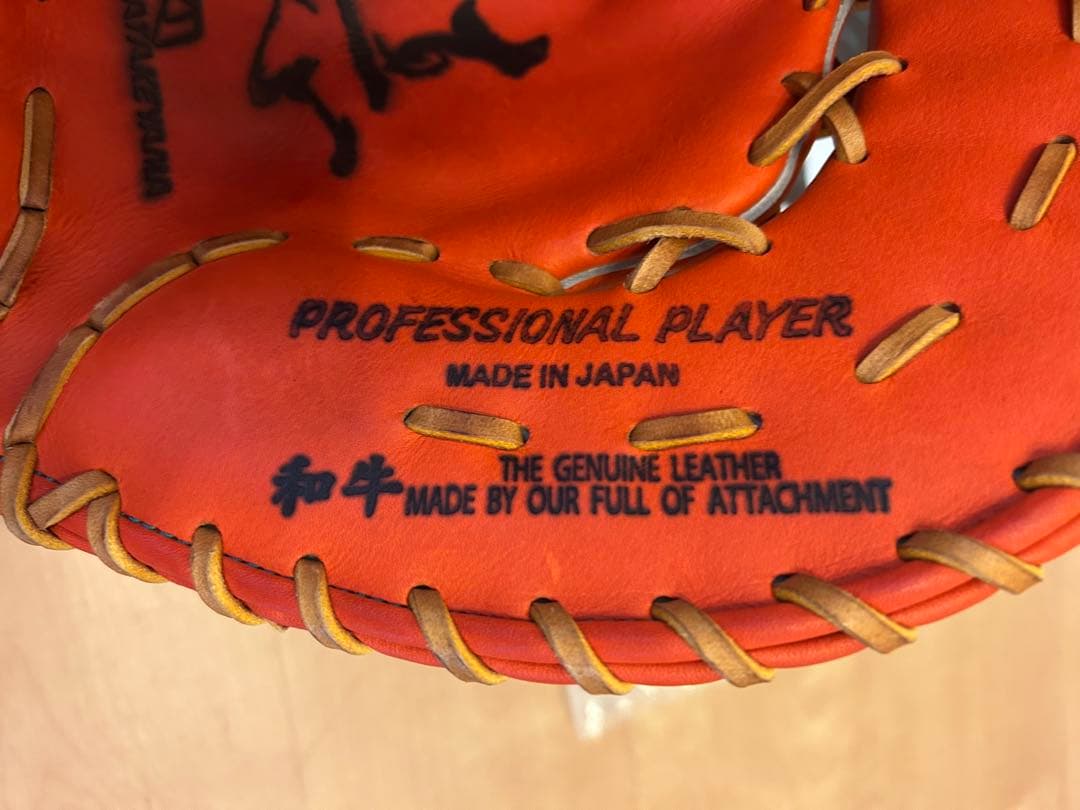 PROFESSIONAL PLAYER
MADE IN JAPAN
和牛
THE GENUINE LEATHER
MADE BY OUR FULL OF ATTACHMENT